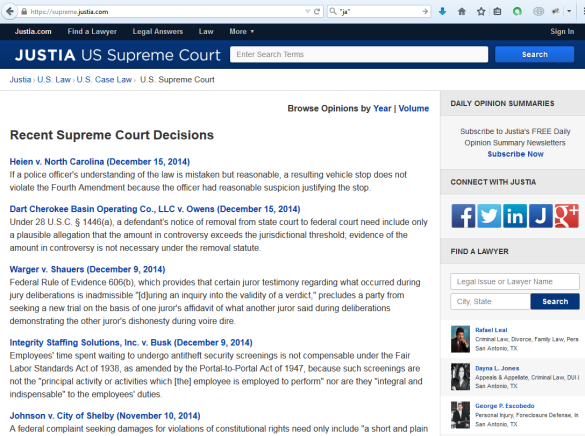 https://supreme.justia.com
"ja"
Justia.com Find a Lawyer Legal Answers Law More Sign In
JUSTIA US Supreme Court Enter Search Terms Search
Justia › U.S. Law › U.S. Case Law › U.S. Supreme Court
Browse Opinions by Year | Volume
Recent Supreme Court Decisions
Heien v. North Carolina (December 15, 2014)
If a police officer's understanding of the law is mistaken but reasonable, a resulting vehicle stop does not
violate the Fourth Amendment because the officer had reasonable suspicion justifying the stop.
Dart Cherokee Basin Operating Co., LLC v. Owens (December 15, 2014)
Under 28 U.S.C. § 1446(a), a defendant's notice of removal from state court to federal court need include only
a plausible allegation that the amount in controversy exceeds the jurisdictional threshold; evidence of the
amount in controversy is not necessary under the removal statute.
Warger v. Shauers (December 9, 2014)
Federal Rule of Evidence 606(b), which provides that certain juror testimony regarding what occurred during
jury deliberations is inadmissible "[d]uring an inquiry into the validity of a verdict," precludes a party from
seeking a new trial on the basis of one juror's affidavit of what another juror said during deliberations
demonstrating the other juror's dishonesty during voire dire.
Integrity Staffing Solutions, Inc. v. Busk (December 9, 2014)
Employees' time spent waiting to undergo antitheft security screenings is not compensable under the Fair
Labor Standards Act of 1938, as amended by the Portal-to-Portal Act of 1947, because such screenings are
not the "principal activity or activities which [the] employee is employed to perform" nor are they "integral and
indispensable" to the employees' duties.
Johnson v. City of Shelby (November 10, 2014)
A federal complaint seeking damages for violations of constitutional rights need only include "a short and plain
DAILY OPINION SUMMARIES
Subscribe to Justia's FREE Daily
Opinion Summary Newsletters
Subscribe Now
CONNECT WITH JUSTIA
f in J g+
FIND A LAWYER
Legal Issue or Lawyer Name
City, State Search
Rafael Leal
Criminal Law, Divorce, Family Law, Pers
San Antonio, TX
Dayna L. Jones
Appeals & Appellate, Criminal Law, DUI &
San Antonio, TX
George P. Escobedo
Personal Injury, Foreclosure Defense, In
San Antonio, TX